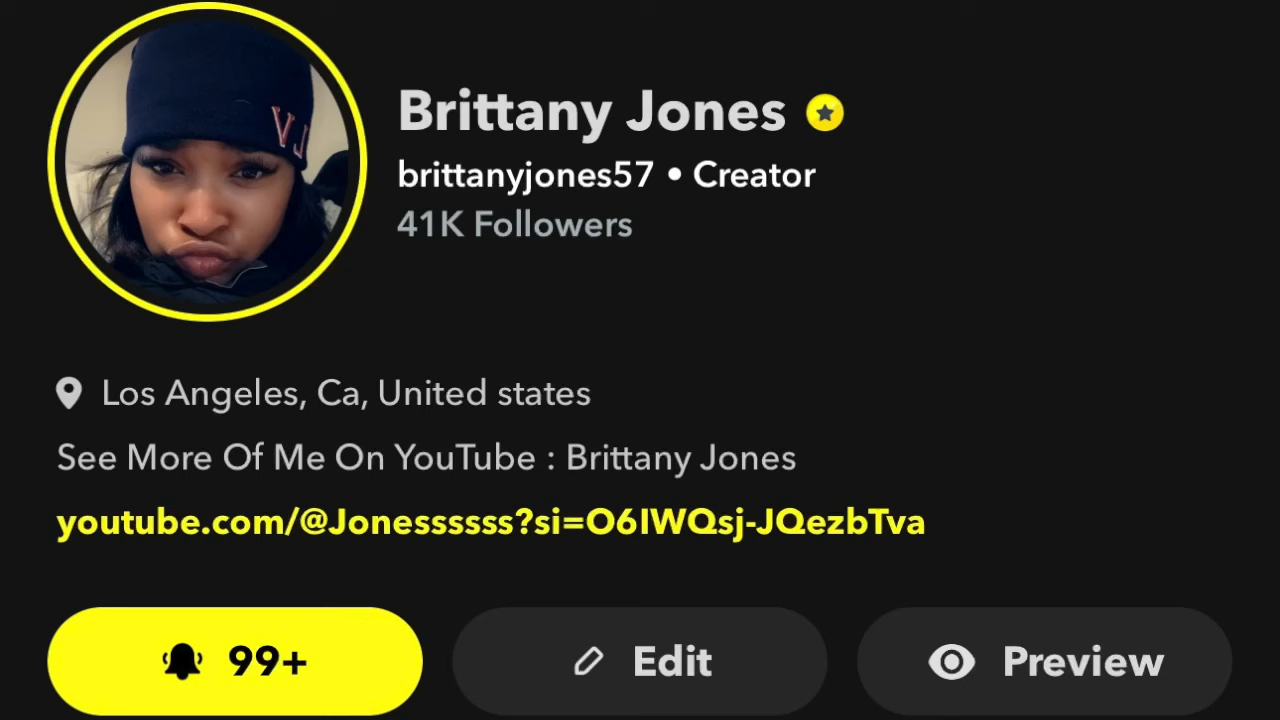 VJ
Brittany Jones
brittanyjones57 • Creator
41K Followers
Los Angeles, Ca, United states
See More Of Me On YouTube : Brittany Jones
youtube.com/@Jonessssss?si=O6IWQsj-JQezbTva
99+
Edit
Preview